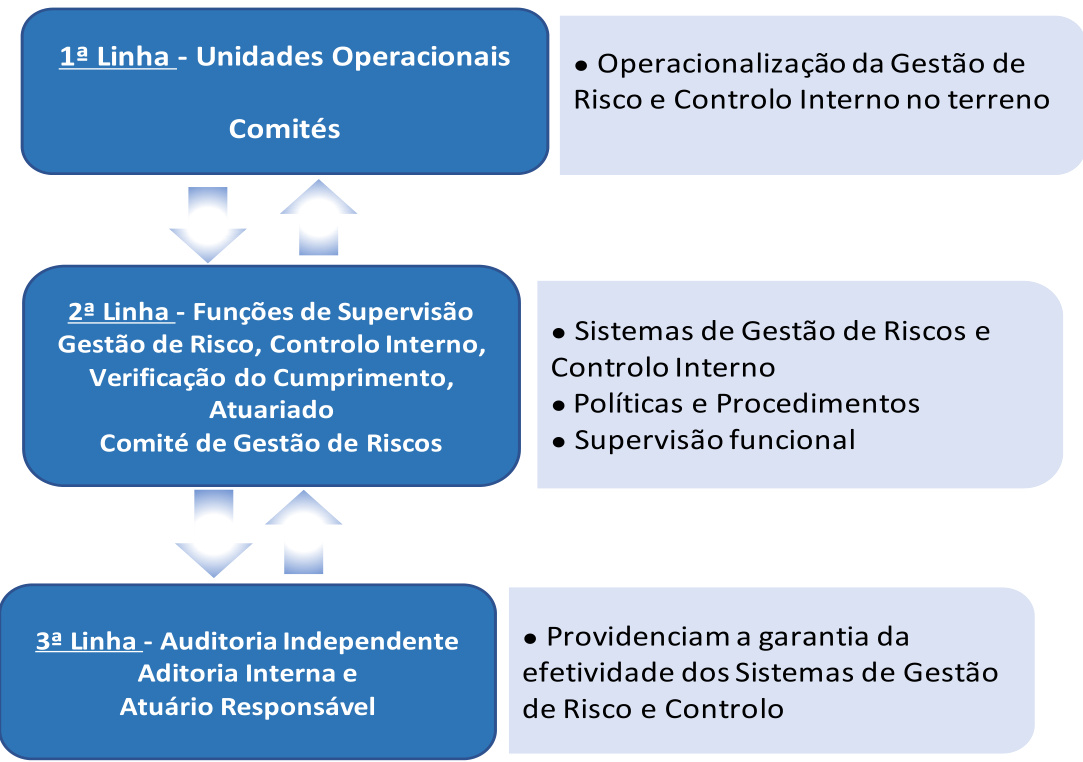 1ª Linha - Unidades Operacionais
Comités
● Operacionalização da Gestão de
Risco e Controlo Interno no terreno
2ª Linha - Funções de Supervisão
Gestão de Risco, Controlo Interno,
Verificação do Cumprimento,
Atuariado
Comité de Gestão de Riscos
● Sistemas de Gestão de Riscos e
Controlo Interno
● Políticas e Procedimentos
● Supervisão funcional
3ª Linha - Auditoria Independente
Aditoria Interna e
Atuário Responsável
● Providenciam a garantia da
efetividade dos Sistemas de Gestão
de Risco e Controlo